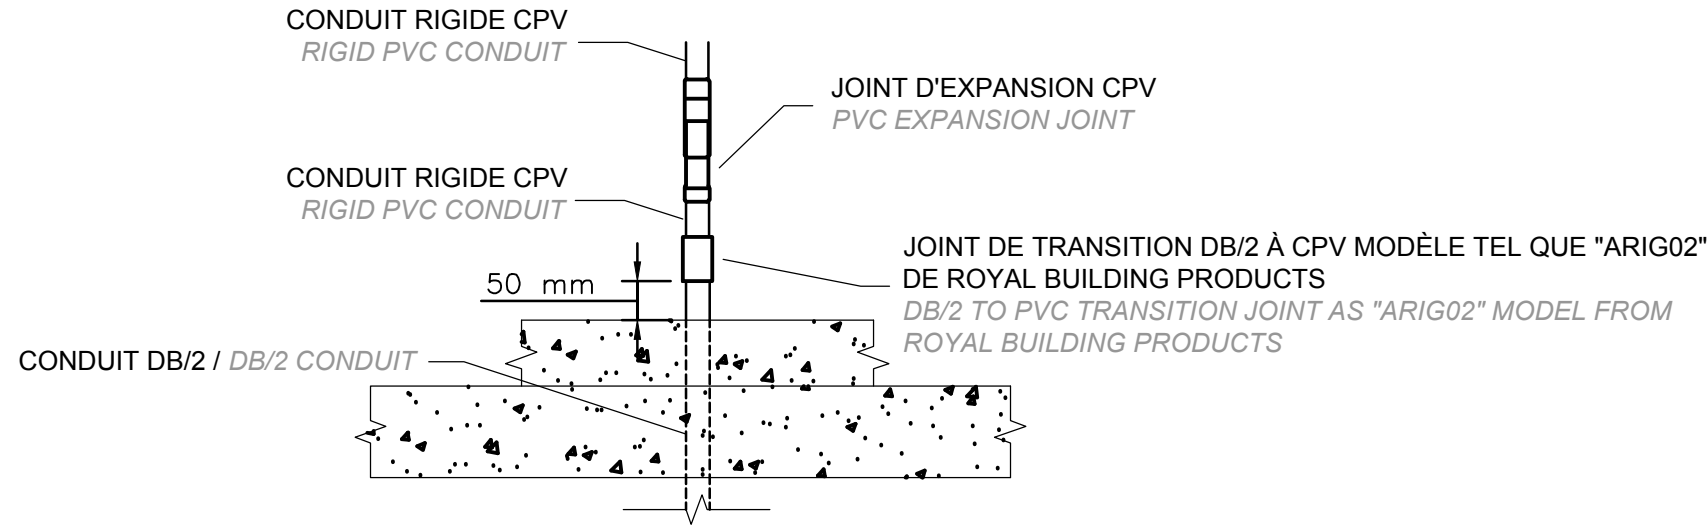 CONDUIT RIGIDE CPV
RIGID PVC CONDUIT
JOINT D'EXPANSION CPV
PVC EXPANSION JOINT
CONDUIT RIGIDE CPV
RIGID PVC CONDUIT
JOINT DE TRANSITION DB/2 À CPV MODÈLE TEL QUE "ARIG02"
DE ROYAL BUILDING PRODUCTS
DB/2 TO PVC TRANSITION JOINT AS "ARIG02" MODEL FROM
ROYAL BUILDING PRODUCTS
50 mm
CONDUIT DB/2 / DB/2 CONDUIT